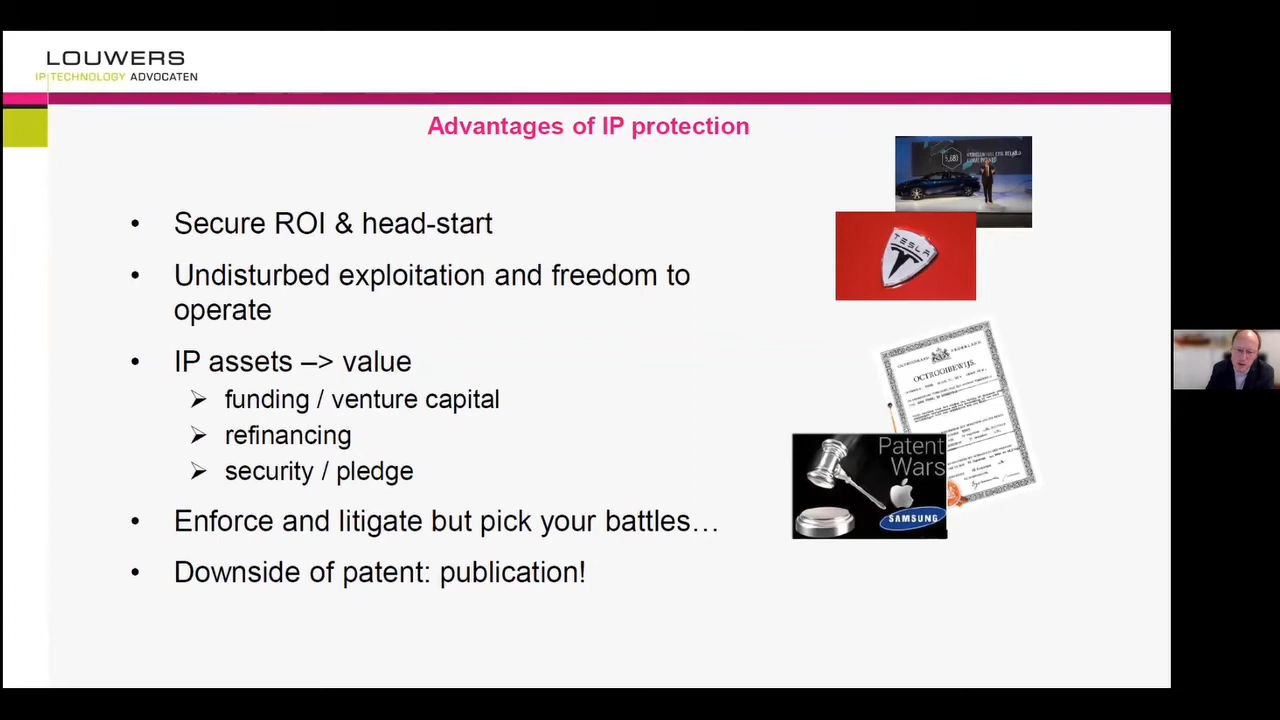 LOUWERS
IP TECHNOLOGY ADVOCATEN
Advantages of IP protection
• Secure ROI & head-start
• Undisturbed exploitation and freedom to
operate
• IP assets –> value
➢ funding / venture capital
➢ refinancing
➢ security / pledge
• Enforce and litigate but pick your battles…
• Downside of patent: publication!
5,680
TESLA
OCTROOIBEWIJS.
Patent
Wars
SAMSUNG